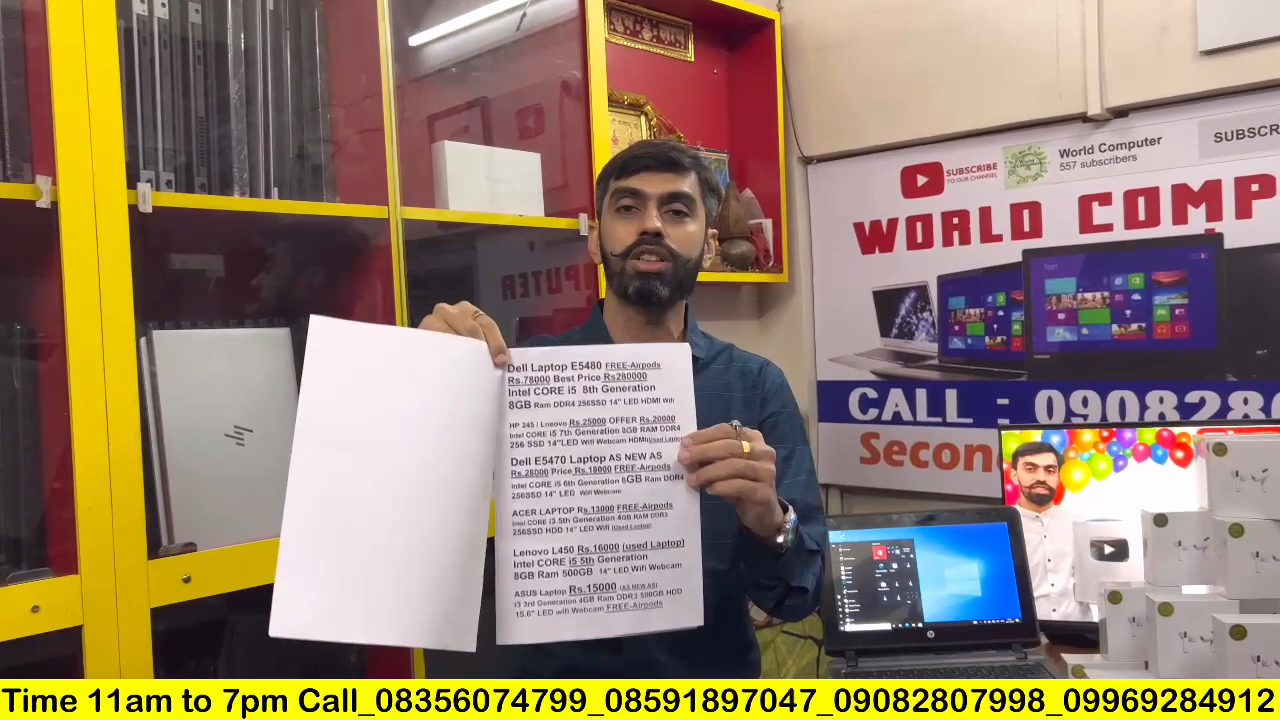 SUBSCRIBE
TO OUR CHANNEL
World Computer
557 subscribers
SUBSCR
WORLD COMP
Start
CALL : 0908280
Secon
Dell Laptop E5480 FREE-Airpods
Rs.78000 Best Price Rs280000
Intel CORE i5 8th Generation
8GB Ram DDR4 256SSD 14" LED HDMI Wifi
HP 245 / Lneovo Rs.25000 OFFER Rs.20000
Intel CORE i5 7th Generation 8GB RAM DDR4
256 SSD 14"LED Wifi Webcam HDMI(Used Laptop
Dell E5470 Laptop AS NEW AS
Rs.28000 Price Rs.18000 FREE-Airpods
Intel CORE i5 6th Generation 8GB Ram DDR4
256SSD 14" LED Wifi Webcam
ACER LAPTOP Rs.13000 FREE-Airpods
Intel CORE i3 5th Generation 4GB RAM DDR3
256SSD HDD 14" LED Wifi (Used Laptop)
Lenovo L450 Rs.16000 (used Laptop)
Intel CORE i5 5th Generation
8GB Ram 500GB 14" LED Wifi Webcam
ASUS Laptop Rs.15000 (AS NEW AS)
i3 3rd Generation 4GB Ram DDR3 500GB HDD
15.6" LED wifi Webcam FREE-Airpods
hp
Time 11am to 7pm Call_08356074799_08591897047_09082807998_09969284912